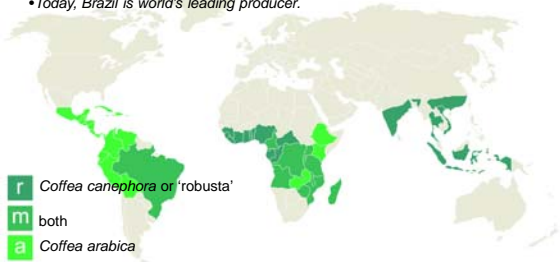 •Today, Brazil is world's leading producer.
r Coffea canephora or 'robusta'
m both
a Coffea arabica